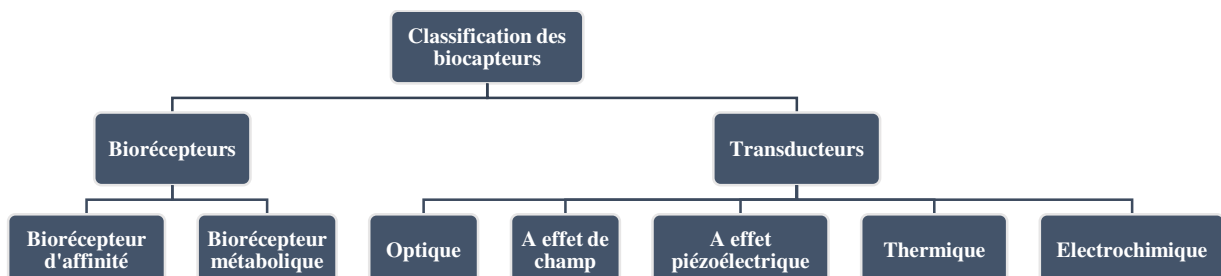 Classification des
biocapteurs
Biorécepteurs
Transducteurs
Biorécepteur
d'affinité
Biorécepteur
métabolique
Optique
A effet de
champ
A effet
piézoélectrique
Thermique
Electrochimique